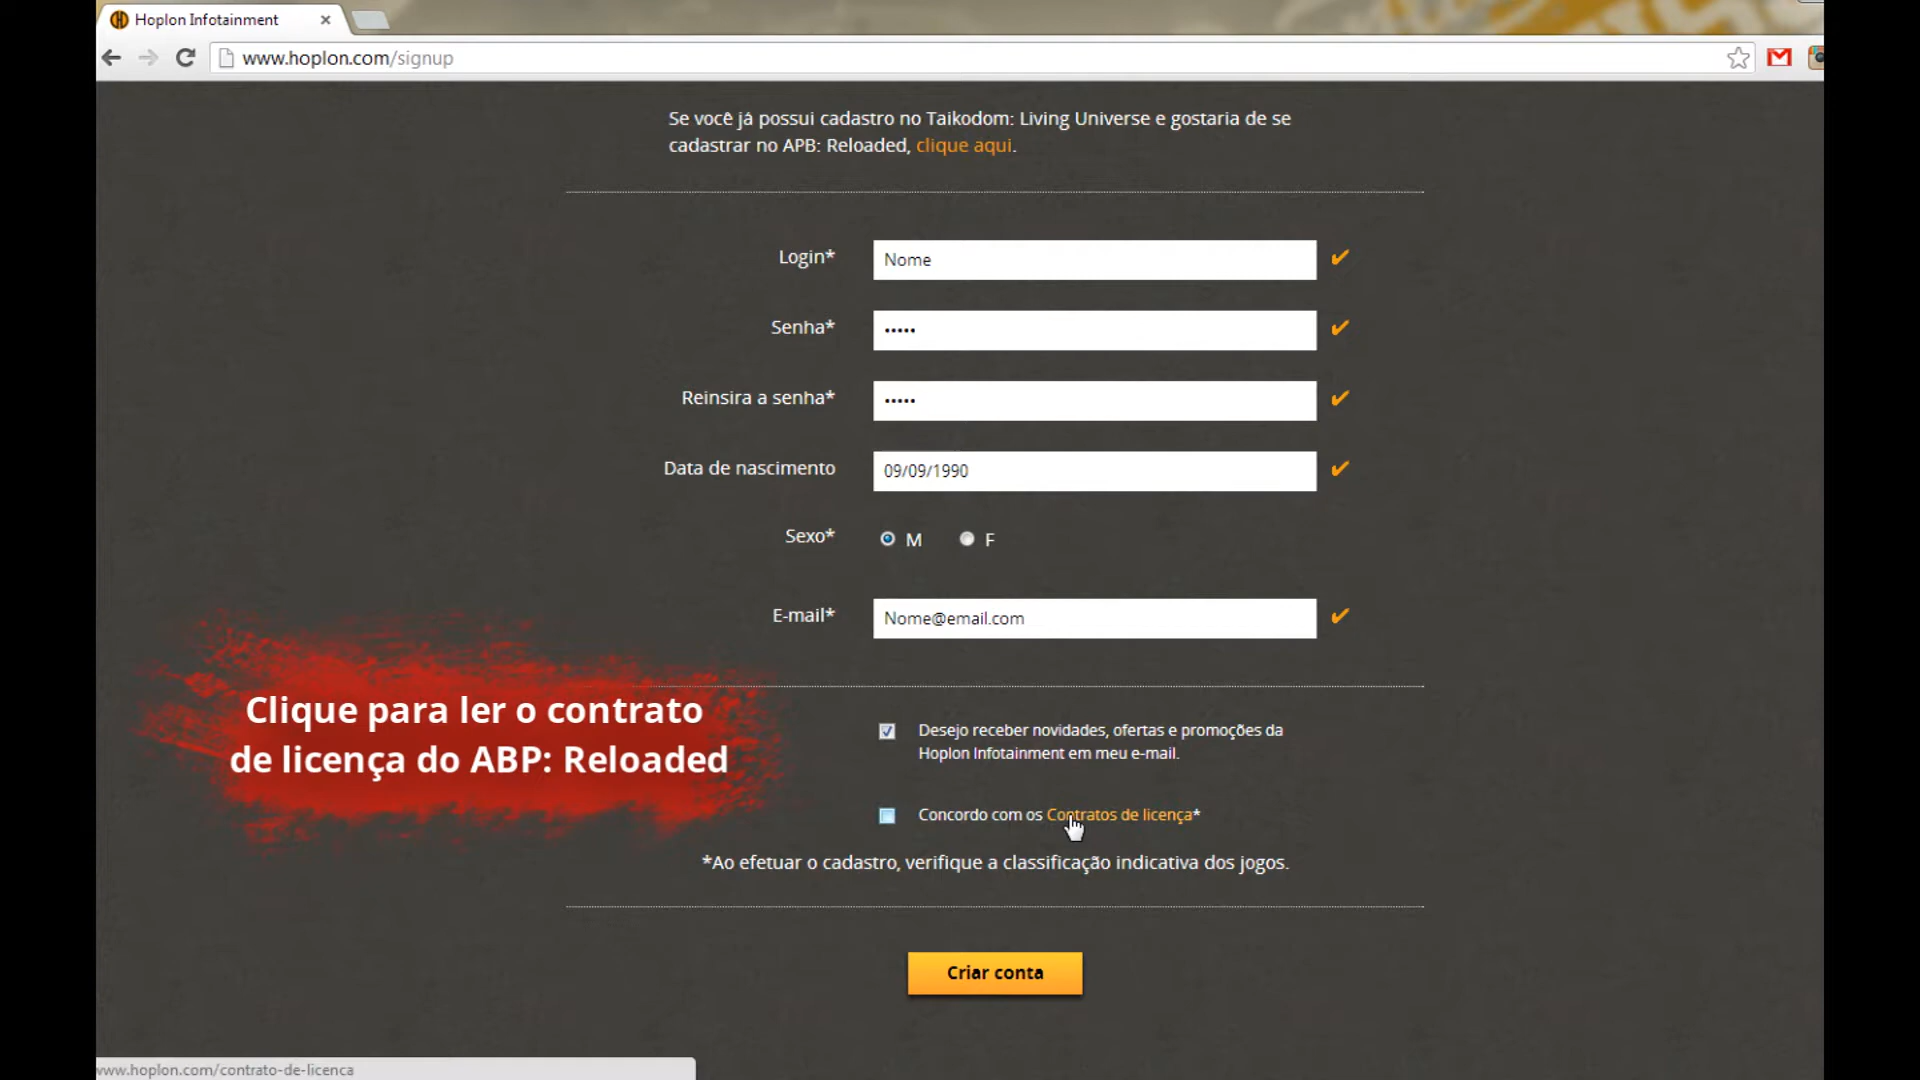 Hoplon Infotainment
www.hoplon.com/signup
Se você já possui cadastro no Taikodom: Living Universe e gostaria de se
cadastrar no APB: Reloaded, clique aqui.
Login*
Nome
Senha*
•••••
Reinsira a senha*
•••••
Data de nascimento
09/09/1990
Sexo*
M
F
E-mail*
Nome@email.com
Clique para ler o contrato
de licença do ABP: Reloaded
Desejo receber novidades, ofertas e promoções da
Hoplon Infotainment em meu e-mail.
Concordo com os Contratos de licença*
*Ao efetuar o cadastro, verifique a classificação indicativa dos jogos.
Criar conta
www.hoplon.com/contrato-de-licenca